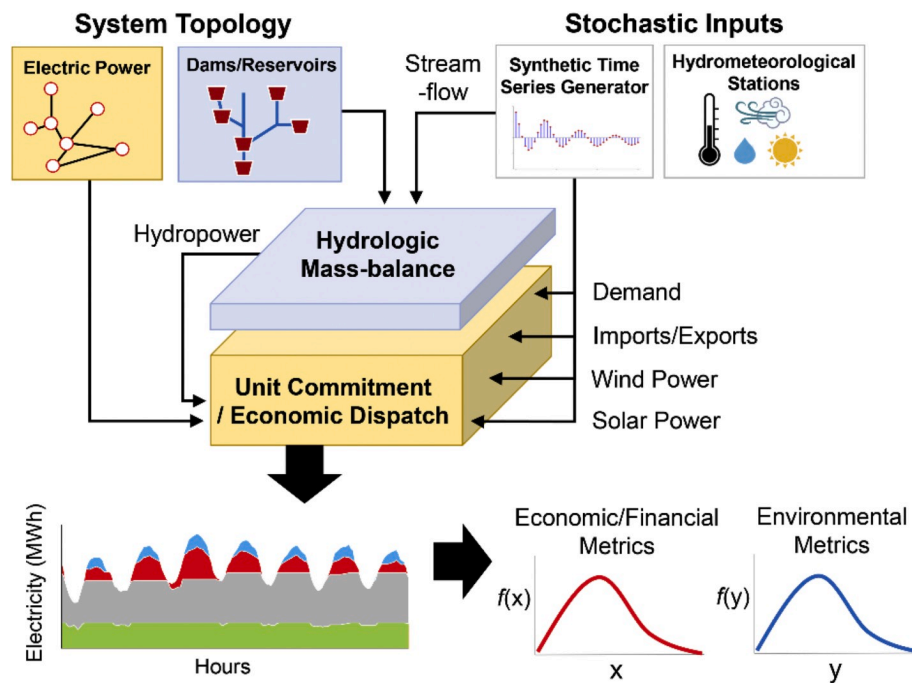 System Topology
Stochastic Inputs
Electric Power
Dams/Reservoirs
Stream
-flow
Synthetic Time
Series Generator
Hydrometeorological
Stations
Hydropower
Hydrologic
Mass-balance
Demand
Imports/Exports
Wind Power
Solar Power
Unit Commitment
/ Economic Dispatch
Electricity (MWh)
Hours
Economic/Financial
Metrics
f(x)
x
Environmental
Metrics
f(y)
y